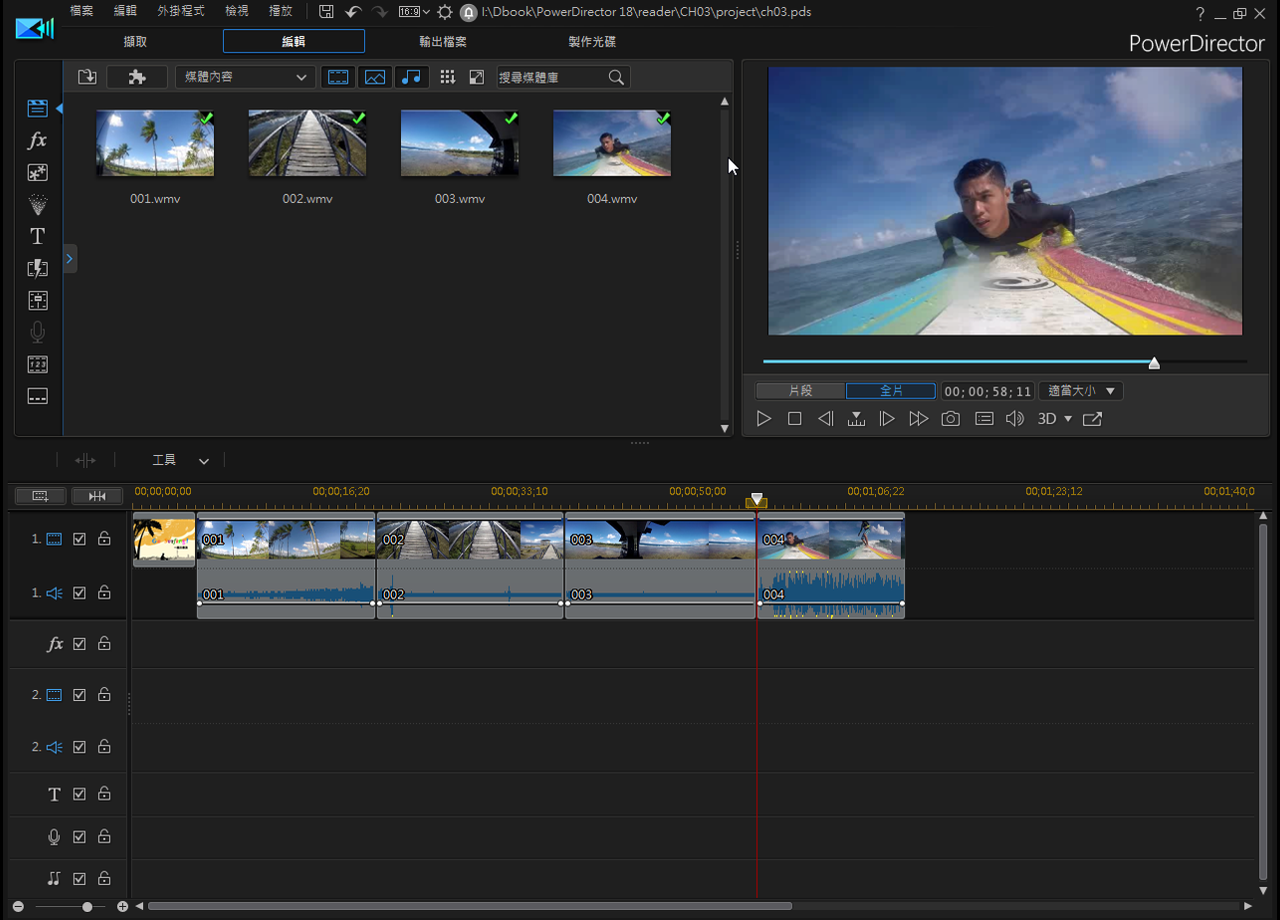 檔案 編輯 外掛程式 檢視 播放 16:9 I:\Dbook\PowerDirector 18\reader\CH03\project\ch03.pds ?
擷取 編輯 輸出檔案 製作光碟 PowerDirector
媒體內容 搜尋媒體庫
fx
T
001.wmv 002.wmv 003.wmv 004.wmv
片段 全片 00; 00; 58; 11 適當大小
3D
工具
00;00;00;00 00;00;16;20 00;00;33;10 00;00;50;00 00;01;06;22 00;01;23;12 00;01;40;0
1. 001 002 003 004
1. 001 002 003 004
fx
2.
2.
T